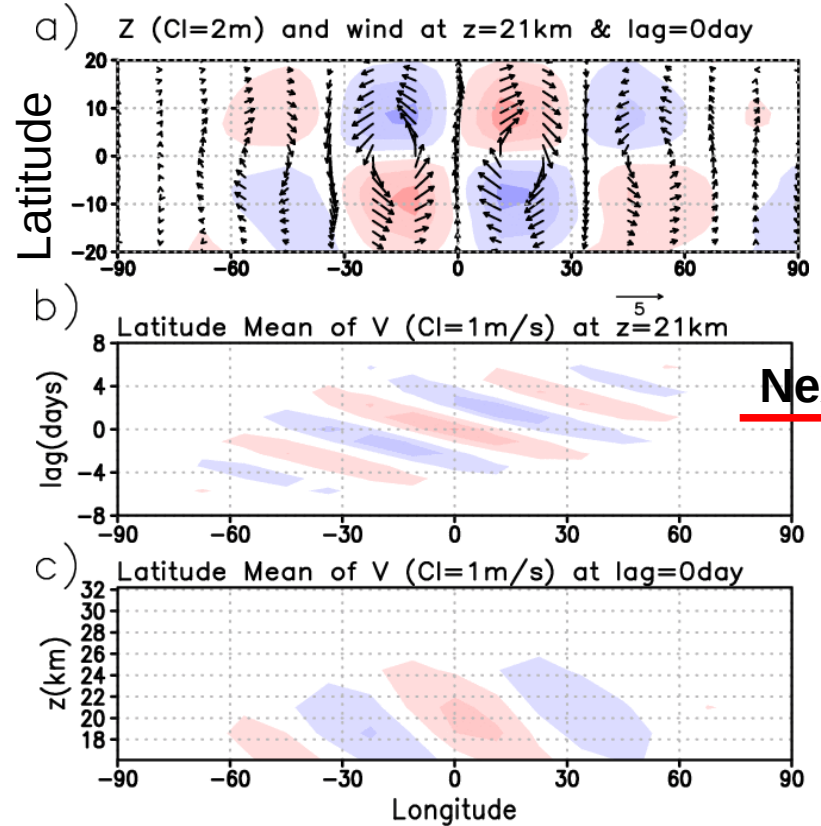 a) Z (CI=2m) and wind at z=21km & lag=0day
Latitude
20
10
0
−10
−20
−90 −60 −30 0 30 60 90
5
b) Latitude Mean of V (CI=1m/s) at z=21km
lag(days)
8
4
0
−4
−8
−90 −60 −30 0 30 60 90
Ne
c) Latitude Mean of V (CI=1m/s) at lag=0day
z(km)
32
30
28
26
24
22
20
18
−90 −60 −30 0 30 60 90
Longitude